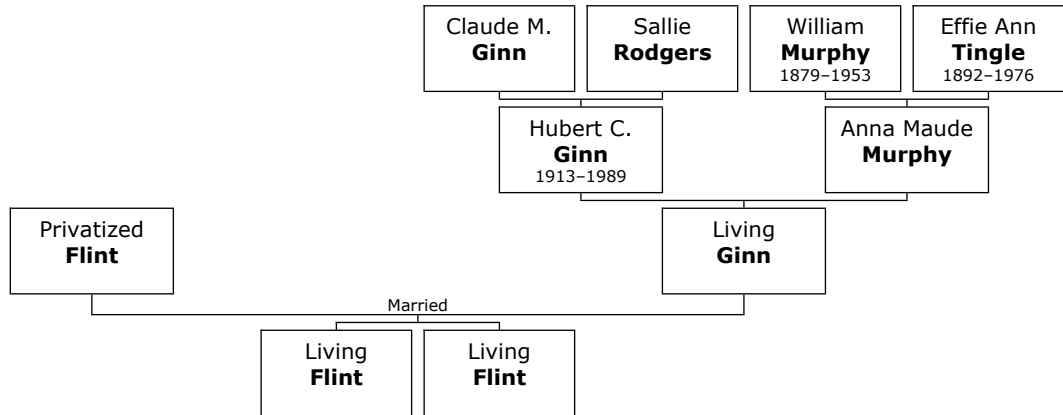 Claude M.
Ginn
Sallie
Rodgers
William
Murphy
1879–1953
Effie Ann
Tingle
1892–1976
Hubert C.
Ginn
1913–1989
Anna Maude
Murphy
Privatized
Flint
Living
Ginn
Married
Living
Flint
Living
Flint